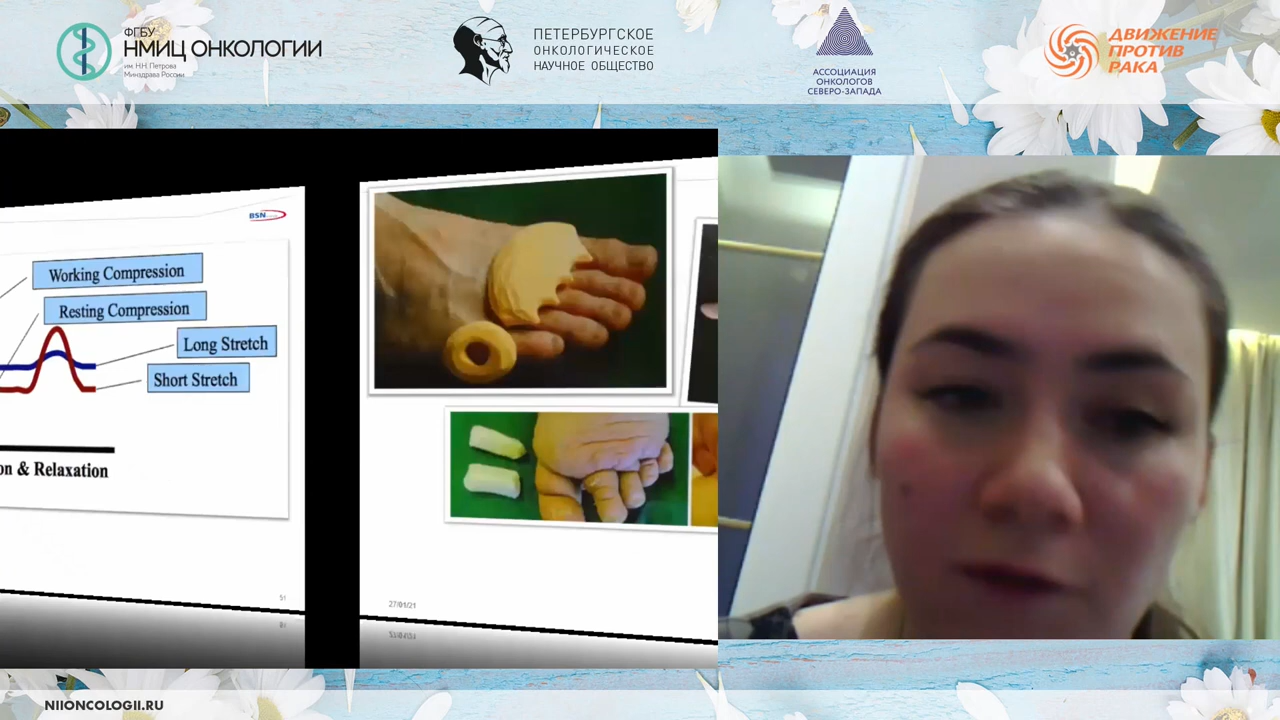 ФГБУ
НМИЦ ОНКОЛОГИИ
им. Н.Н. Петрова
Минздрава России
ПЕТЕРБУРГСКОЕ
ОНКОЛОГИЧЕСКОЕ
НАУЧНОЕ ОБЩЕСТВО
АССОЦИАЦИЯ
ОНКОЛОГОВ
СЕВЕРО-ЗАПАДА
ДВИЖЕНИЕ
ПРОТИВ
РАКА
BSN
Working Compression
Resting Compression
Long Stretch
Short Stretch
on & Relaxation
27/01/21
NIIONCOLOGII.RU